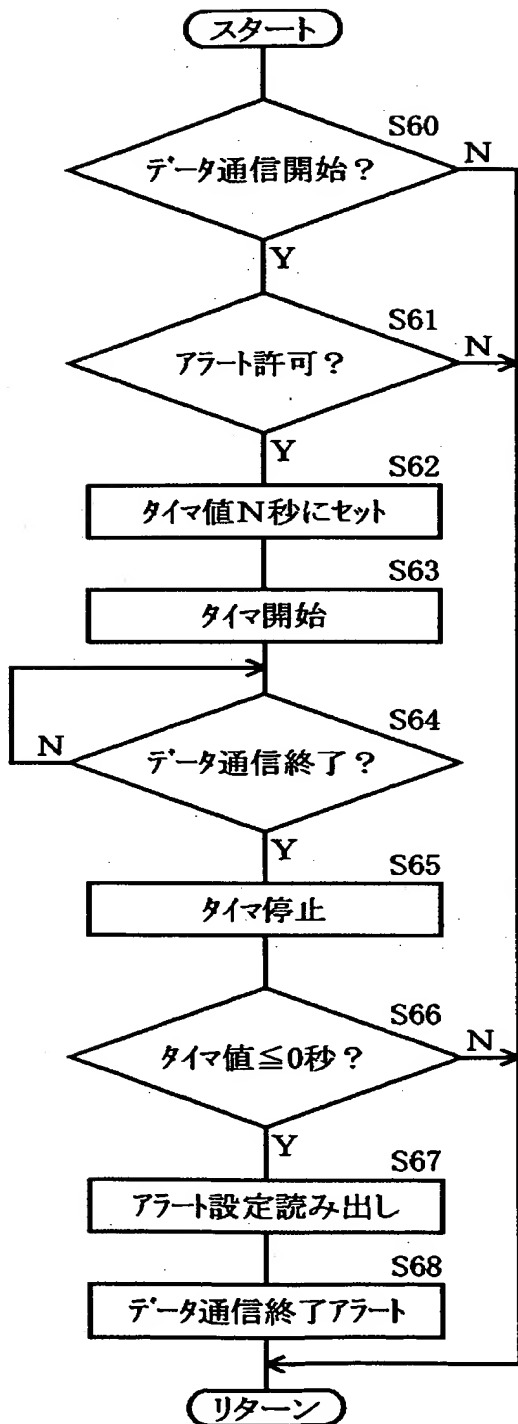 スタート
S60
データ通信開始？
N
Y
S61
アラート許可？
N
Y
S62
タイマ値N秒にセット
S63
タイマ開始
S64
N
データ通信終了？
Y
S65
タイマ停止
S66
タイマ値≦0秒？
N
Y
S67
アラート設定読み出し
S68
データ通信終了アラート
リターン